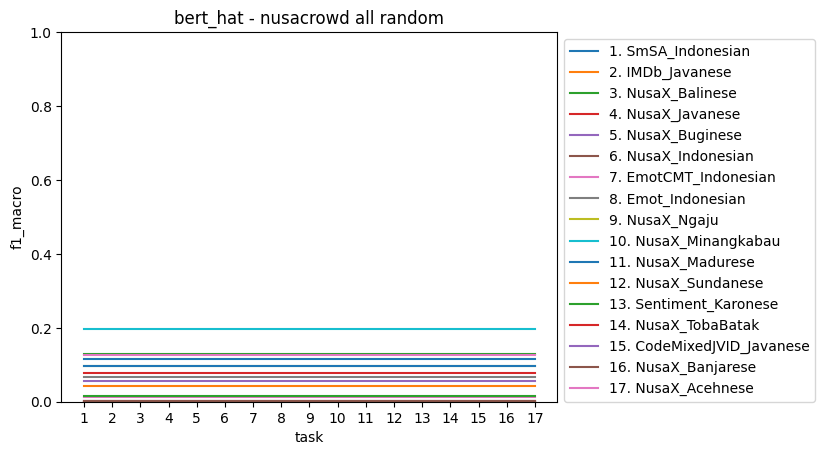 bert_hat - nusacrowd all random
1.0
0.8
0.6
0.4
0.2
0.0
f1_macro
1 2 3 4 5 6 7 8 9 10 11 12 13 14 15 16 17
task
1. SmSA_Indonesian
2. IMDb_Javanese
3. NusaX_Balinese
4. NusaX_Javanese
5. NusaX_Buginese
6. NusaX_Indonesian
7. EmotCMT_Indonesian
8. Emot_Indonesian
9. NusaX_Ngaju
10. NusaX_Minangkabau
11. NusaX_Madurese
12. NusaX_Sundanese
13. Sentiment_Karonese
14. NusaX_TobaBatak
15. CodeMixedJVID_Javanese
16. NusaX_Banjarese
17. NusaX_Acehnese